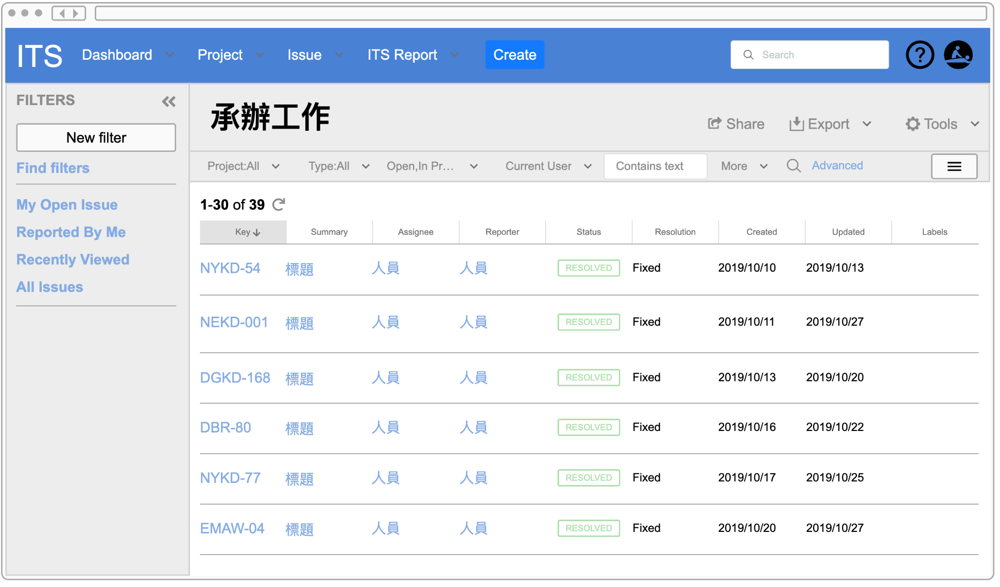 ITS Dashboard Project Issue ITS Report Create Search ?
FILTERS
New filter
Find filters
My Open Issue
Reported By Me
Recently Viewed
All Issues
承辦工作
Share Export Tools
Project:All Type:All Open,In Pr... Current User Contains text More Advanced
1-30 of 39
Key Summary Assignee Reporter Status Resolution Created Updated Labels
NYKD-54 標題 人員 人員 RESOLVED Fixed 2019/10/10 2019/10/13
NEKD-001 標題 人員 人員 RESOLVED Fixed 2019/10/11 2019/10/27
DGKD-168 標題 人員 人員 RESOLVED Fixed 2019/10/13 2019/10/20
DBR-80 標題 人員 人員 RESOLVED Fixed 2019/10/16 2019/10/22
NYKD-77 標題 人員 人員 RESOLVED Fixed 2019/10/17 2019/10/25
EMAW-04 標題 人員 人員 RESOLVED Fixed 2019/10/20 2019/10/27